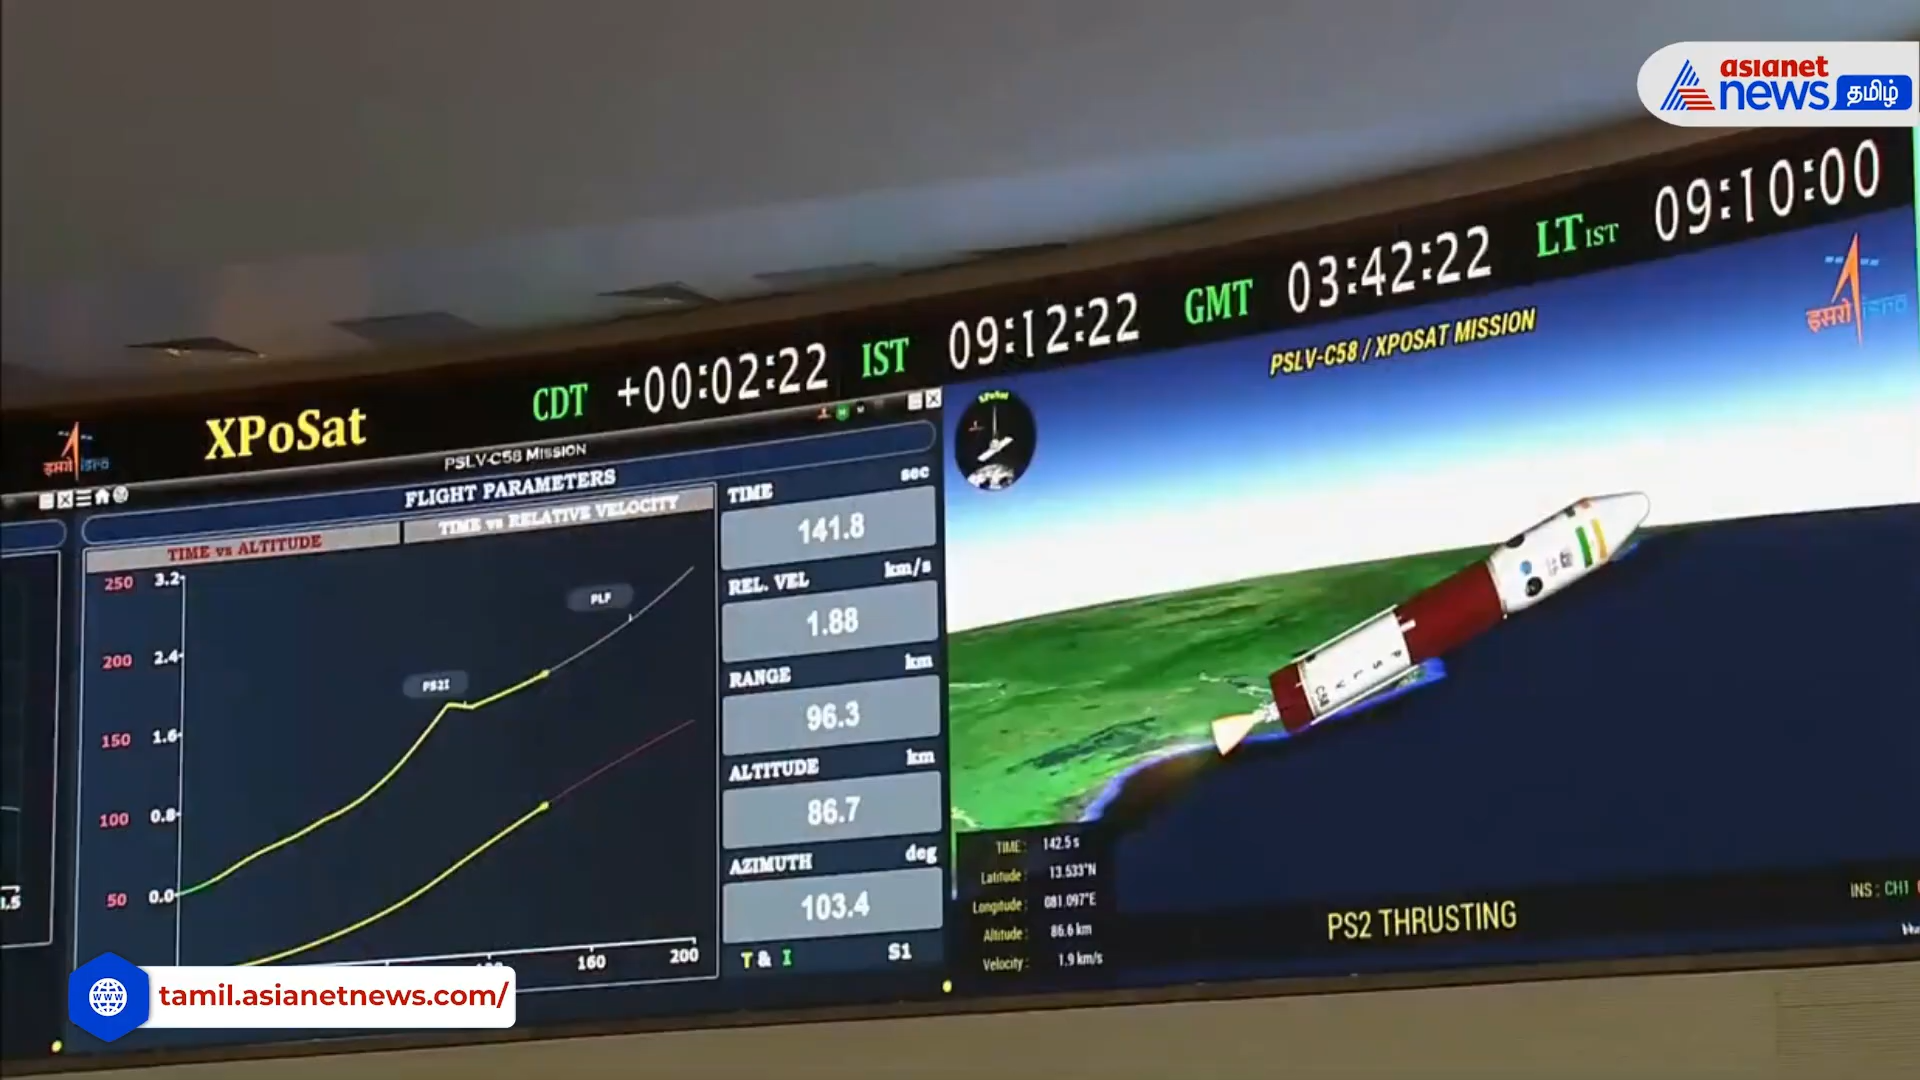 asianet
news தமிழ்
CDT +00:02:22 IST 09:12:22 GMT 03:42:22 LT IST 09:10:00
इसरो isro
XPoSat
PSLV-C58 MISSION
FLIGHT PARAMETERS
TIME vs ALTITUDE
TIME vs RELATIVE VELOCITY
250 3.2
200 2.4
150 1.6
100 0.8
50 0.0
PS2I
PLF
160 200
TIME sec
141.8
REL. VEL km/s
1.88
RANGE km
96.3
ALTITUDE km
86.7
AZIMUTH deg
103.4
T & I S1
PSLV-C58 / XPOSAT MISSION
इसरो isro
XPoSat
P S L V
C58
TIME : 142.5 s
Latitude : 13.533°N
Longitude : 081.097°E
Altitude : 86.6 km
Velocity : 1.9 km/s
PS2 THRUSTING
INS : CH1
www
tamil.asianetnews.com/